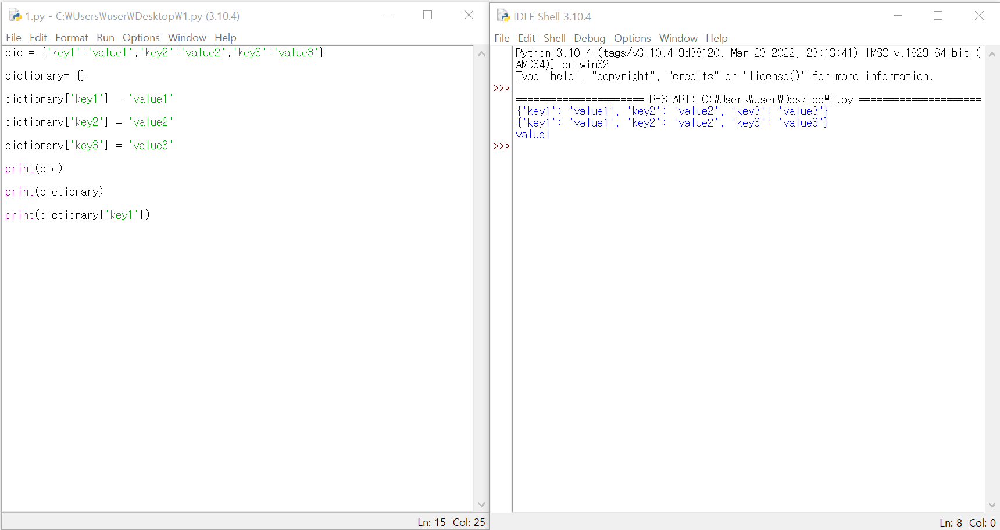 1.py - C:₩Users₩user₩Desktop₩1.py (3.10.4)
File Edit Format Run Options Window Help
dic = {'key1':'value1','key2':'value2','key3':'value3'}
dictionary= {}
dictionary['key1'] = 'value1'
dictionary['key2'] = 'value2'
dictionary['key3'] = 'value3'
print(dic)
print(dictionary)
print(dictionary['key1'])
Ln: 15 Col: 25
IDLE Shell 3.10.4
File Edit Shell Debug Options Window Help
Python 3.10.4 (tags/v3.10.4:9d38120, Mar 23 2022, 23:13:41) [MSC v.1929 64 bit (
AMD64)] on win32
Type "help", "copyright", "credits" or "license()" for more information.
>>>
====================== RESTART: C:₩Users₩user₩Desktop₩1.py =====================
{'key1': 'value1', 'key2': 'value2', 'key3': 'value3'}
{'key1': 'value1', 'key2': 'value2', 'key3': 'value3'}
value1
>>>
Ln: 8 Col: 0